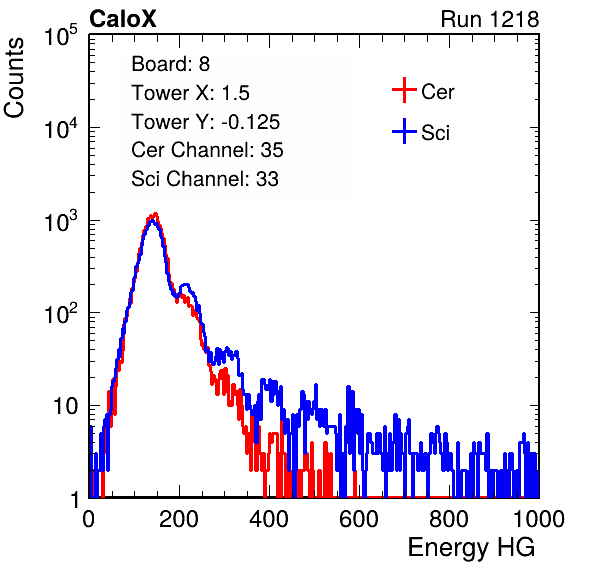 CaloX Run 1218
Counts
10^5
10^4
10^3
10^2
10
1
Board: 8
Tower X: 1.5
Tower Y: -0.125
Cer Channel: 35
Sci Channel: 33
Cer
Sci
0 200 400 600 800 1000
Energy HG